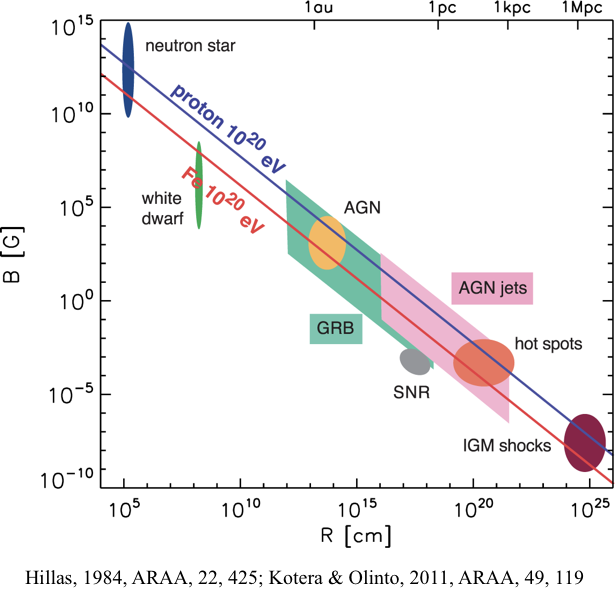 1au 1pc 1kpc 1Mpc
10^15
neutron star
proton 10^20 eV
10^10
Fe 10^20 eV
white
dwarf
AGN
10^5
B [G]
AGN jets
10^0
GRB
hot spots
SNR
10^-5
IGM shocks
10^-10
10^5 10^10 10^15 10^20 10^25
R [cm]
Hillas, 1984, ARAA, 22, 425; Kotera & Olinto, 2011, ARAA, 49, 119